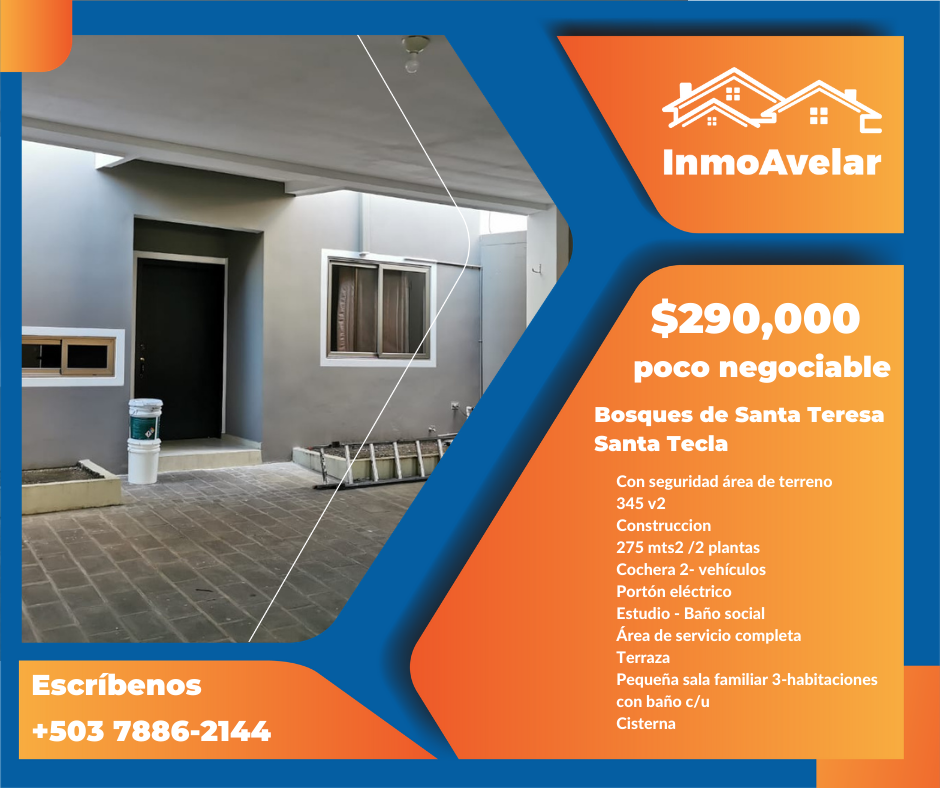 InmoAvelar
$290,000
poco negociable
Bosques de Santa Teresa
Santa Tecla
Con seguridad área de terreno
345 v2
Construccion
275 mts2 /2 plantas
Cochera 2- vehículos
Portón eléctrico
Estudio - Baño social
Área de servicio completa
Terraza
Pequeña sala familiar 3-habitaciones
con baño c/u
Cisterna
Escríbenos
+503 7886-2144